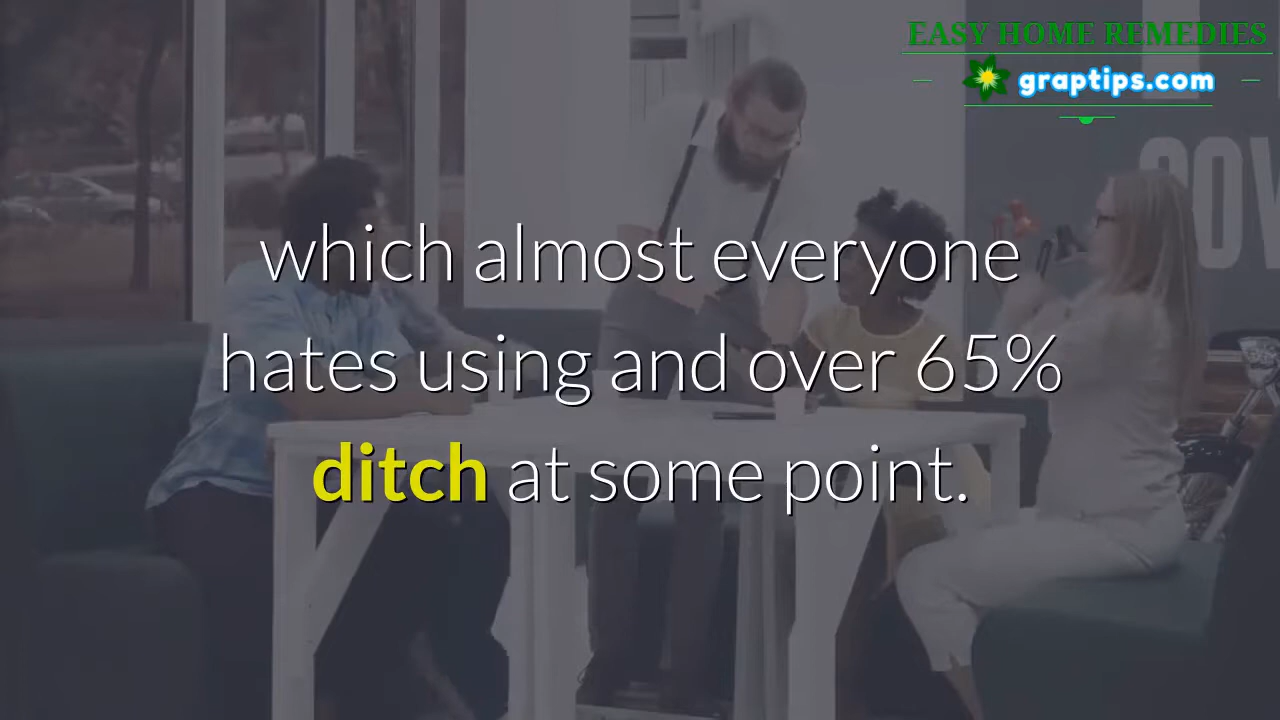 EASY HOME REMEDIES
graptips.com
which almost everyone
hates using and over 65%
ditch at some point.